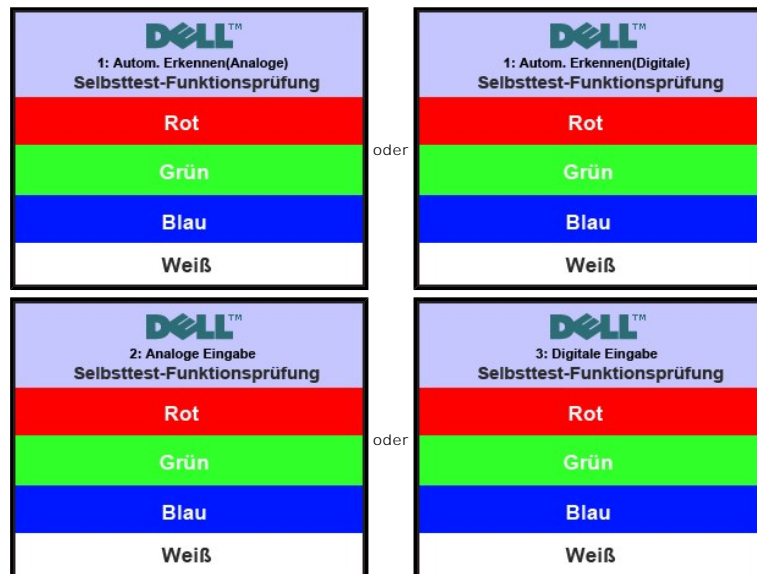 DELL™
1: Autom. Erkennen(Analoge)
Selbsttest-Funktionsprüfung
Rot
Grün
Blau
Weiß
oder
DELL™
1: Autom. Erkennen(Digitale)
Selbsttest-Funktionsprüfung
Rot
Grün
Blau
Weiß
DELL™
2: Analoge Eingabe
Selbsttest-Funktionsprüfung
Rot
Grün
Blau
Weiß
oder
DELL™
3: Digitale Eingabe
Selbsttest-Funktionsprüfung
Rot
Grün
Blau
Weiß